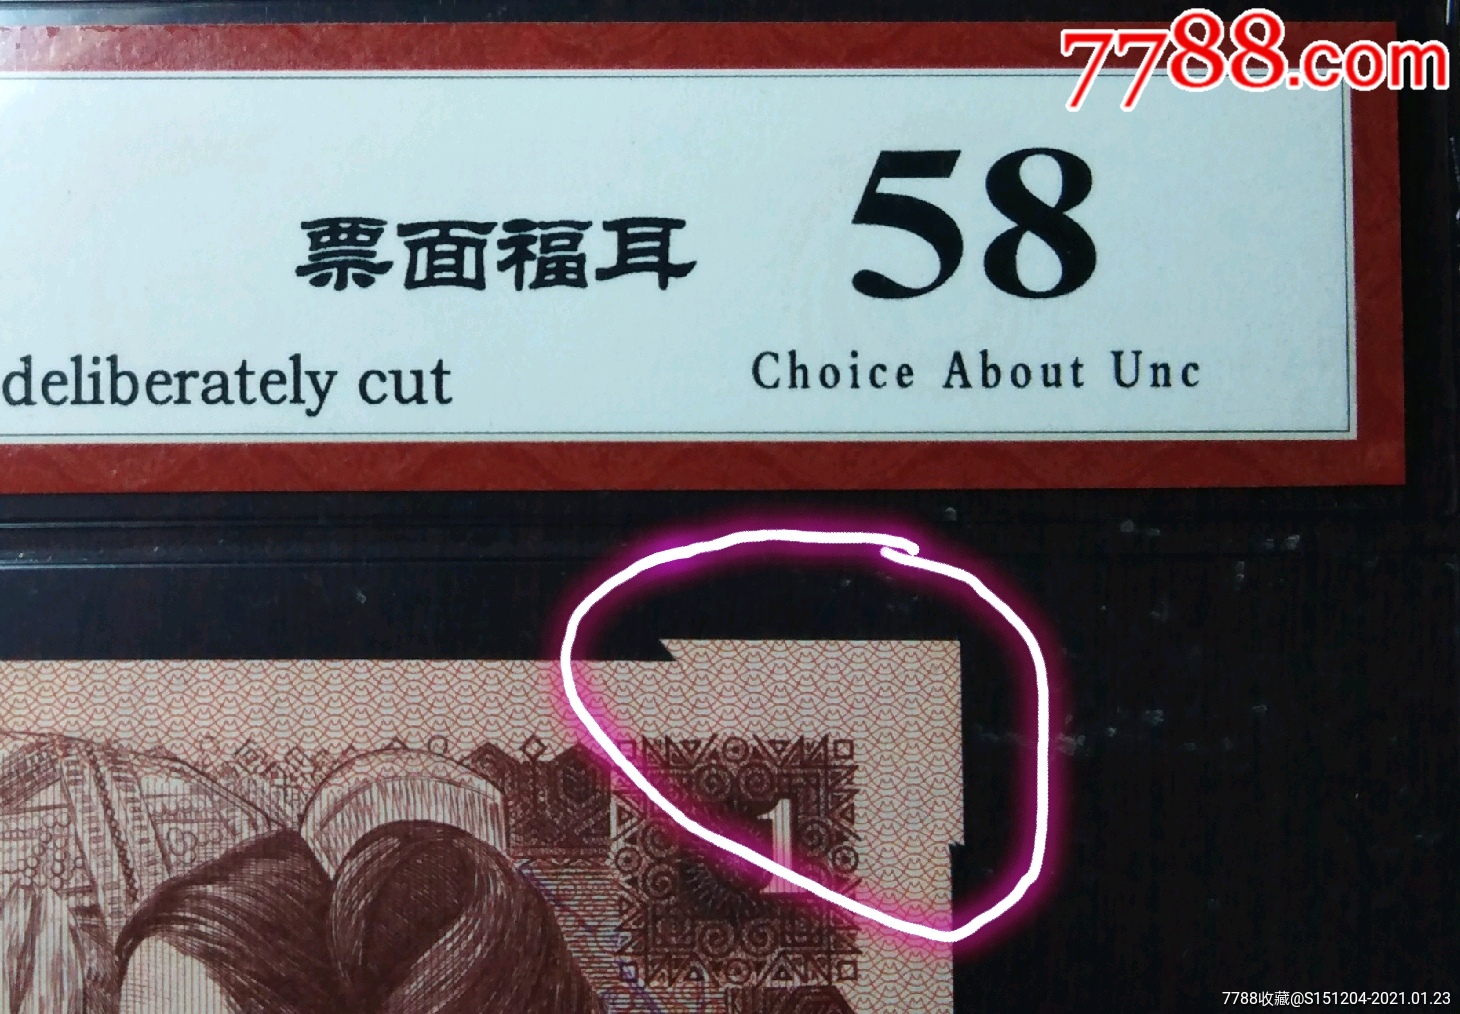 7788.com
票面福耳
58
deliberately cut
Choice About Unc
1
7788收藏@S151204-2021.01.23